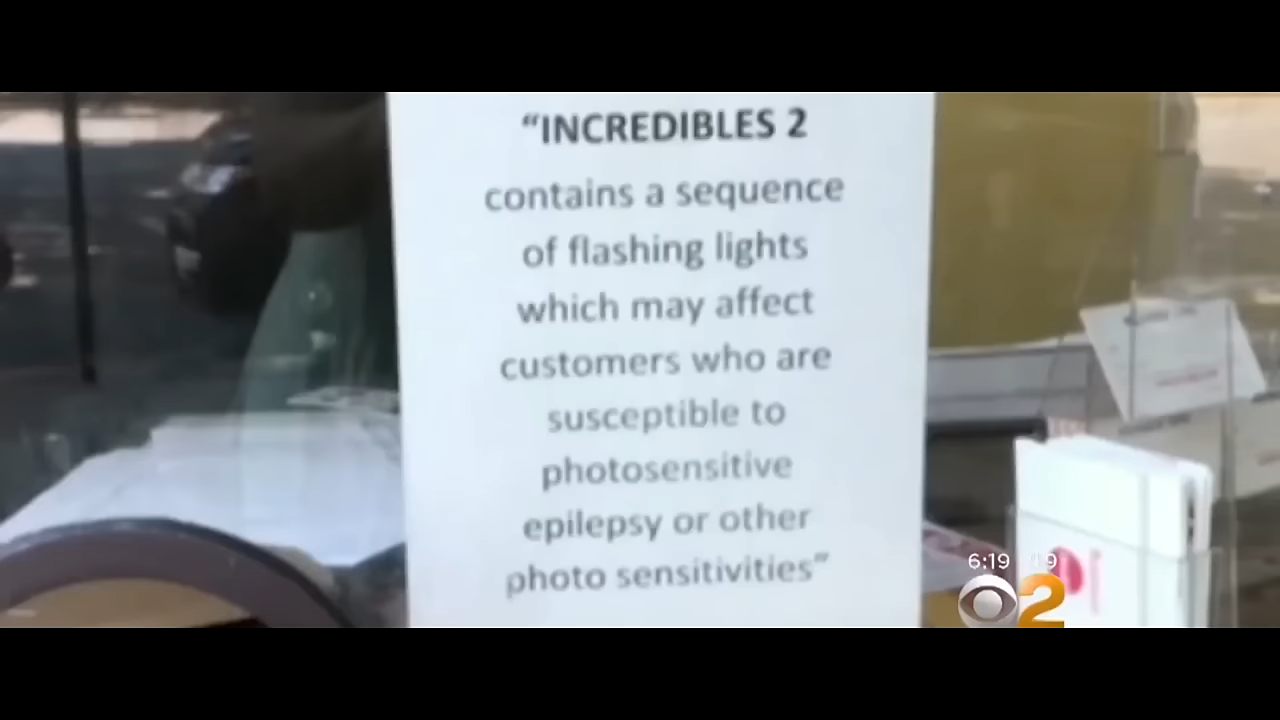 “INCREDIBLES 2
contains a sequence
of flashing lights
which may affect
customers who are
susceptible to
photosensitive
epilepsy or other
photo sensitivities”
6:19
2